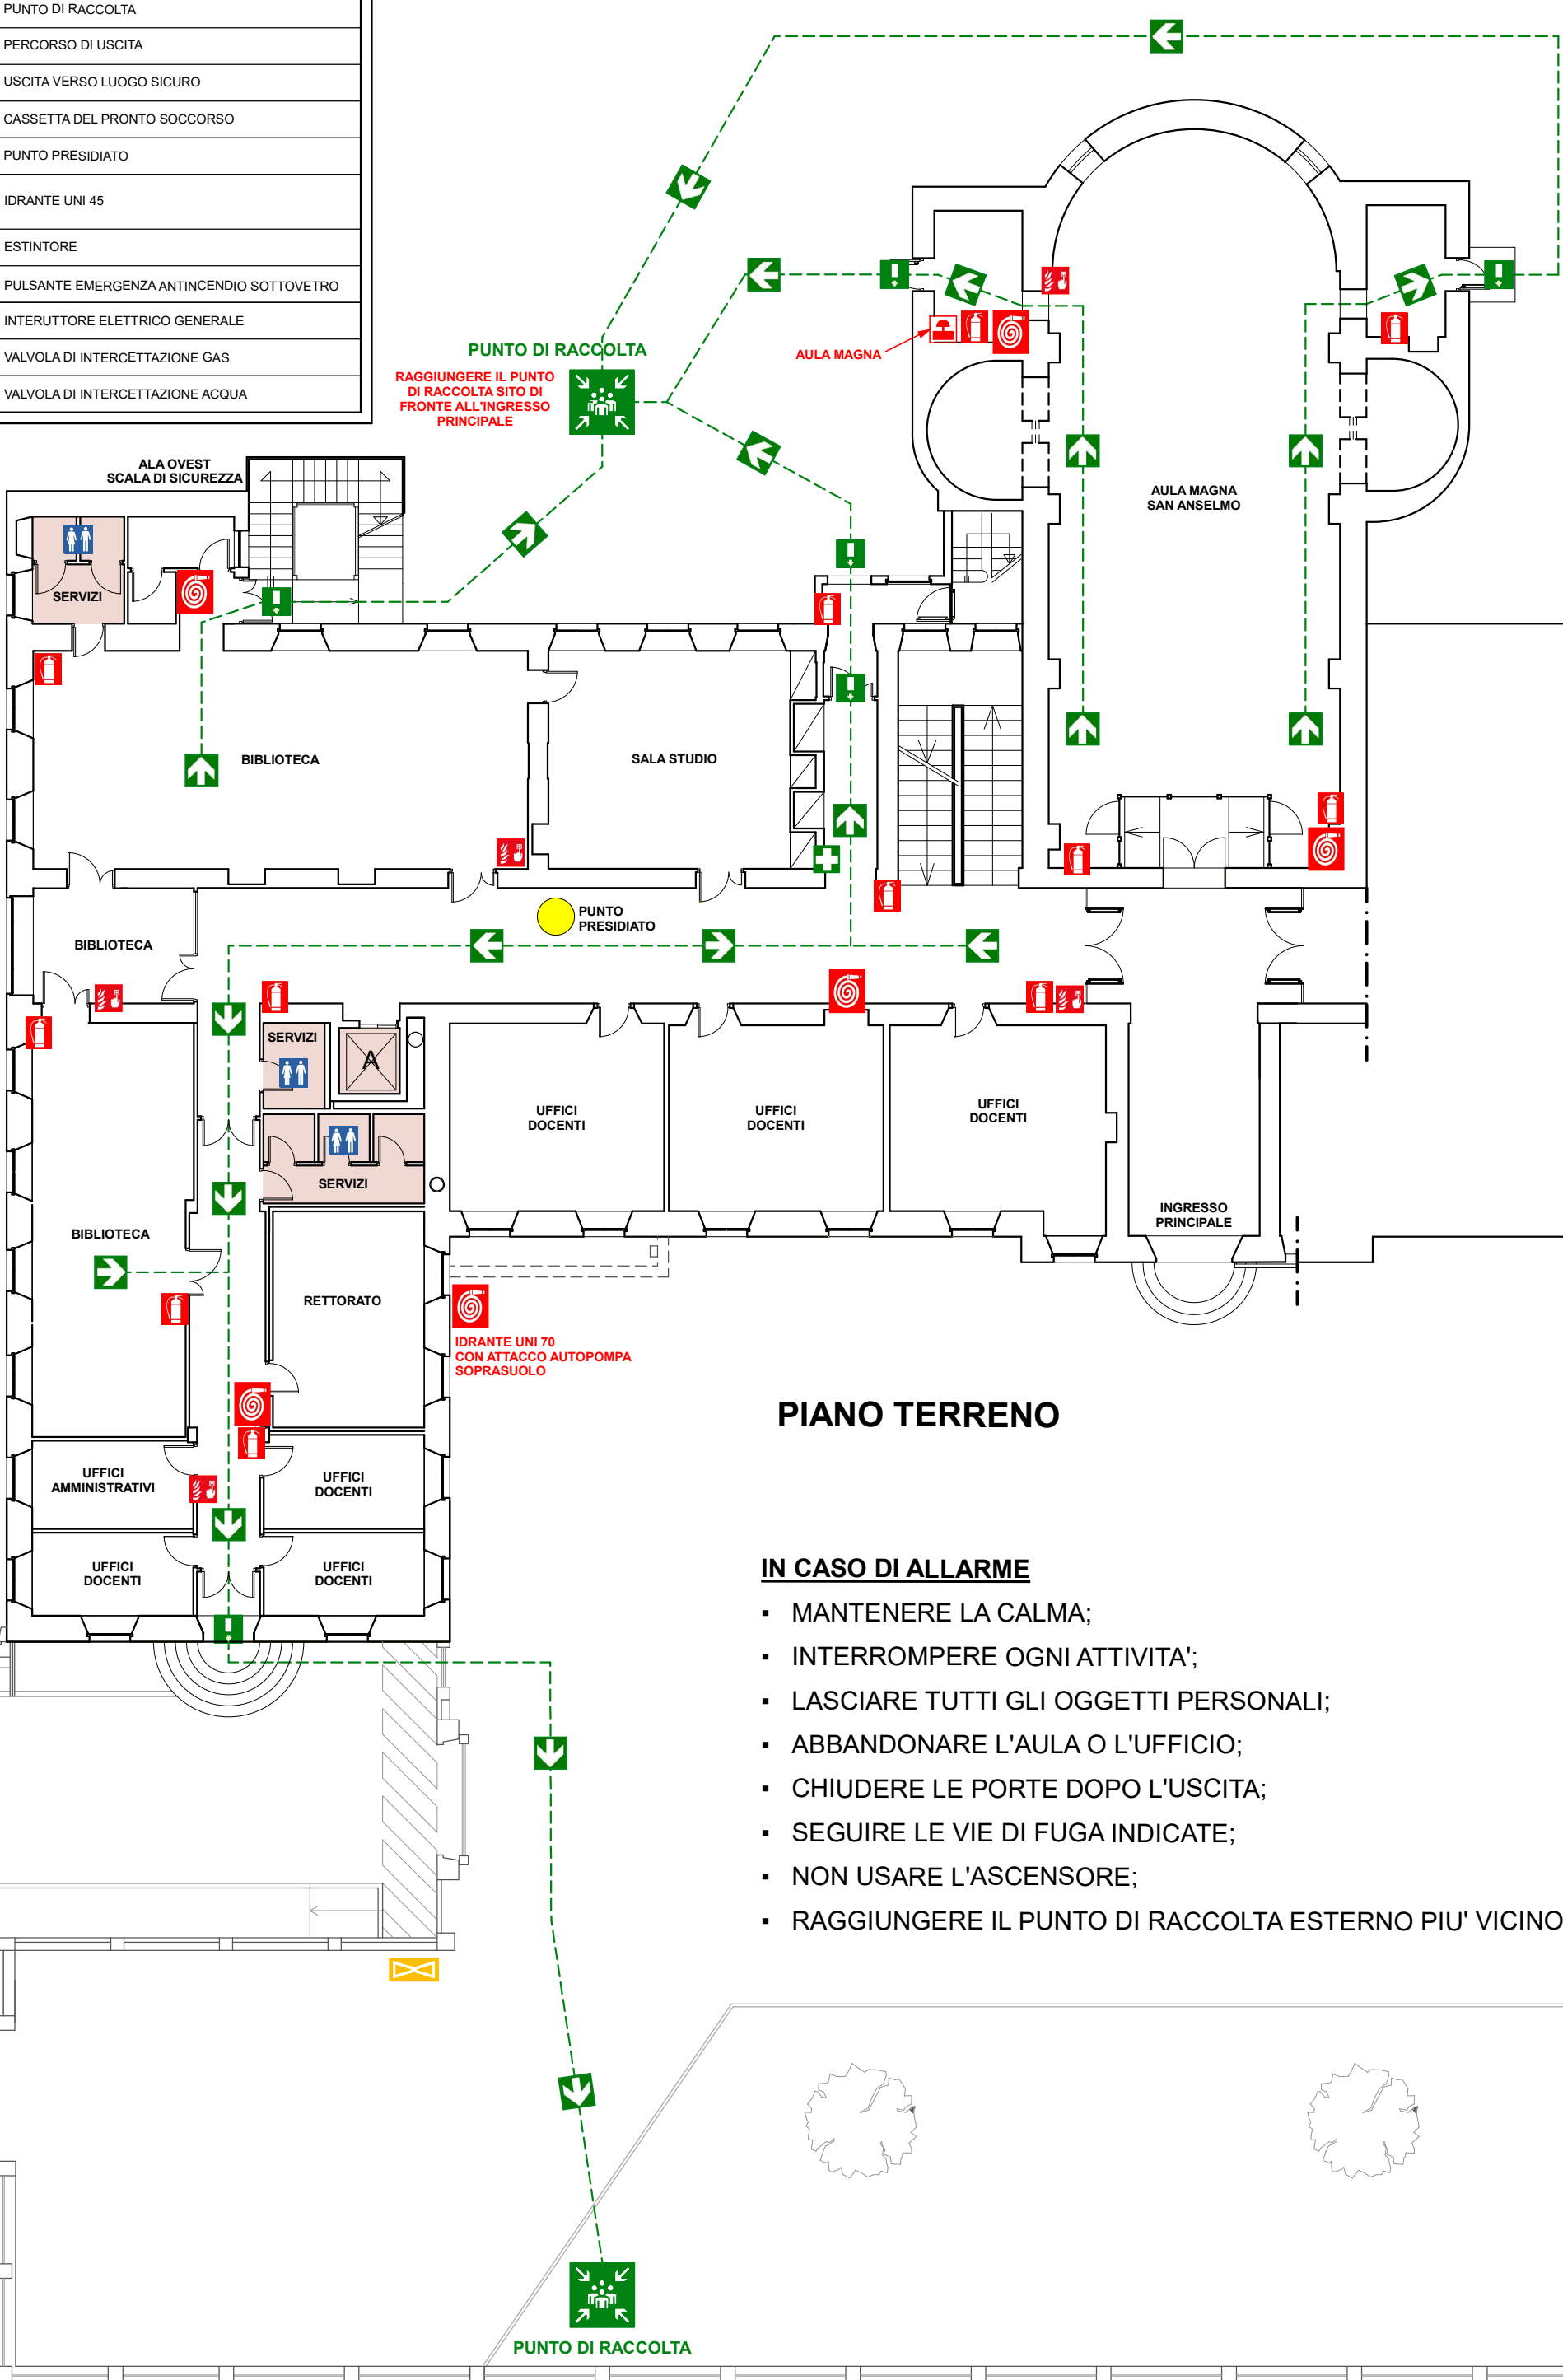 PUNTO DI RACCOLTA
PERCORSO DI USCITA
USCITA VERSO LUOGO SICURO
CASSETTA DEL PRONTO SOCCORSO
PUNTO PRESIDIATO
IDRANTE UNI 45
ESTINTORE
PULSANTE EMERGENZA ANTINCENDIO SOTTOVETRO
INTERUTTORE ELETTRICO GENERALE
VALVOLA DI INTERCETTAZIONE GAS
VALVOLA DI INTERCETTAZIONE ACQUA
PUNTO DI RACCOLTA
RAGGIUNGERE IL PUNTO
DI RACCOLTA SITO DI
FRONTE ALL'INGRESSO
PRINCIPALE
AULA MAGNA
ALA OVEST
SCALA DI SICUREZZA
AULA MAGNA
SAN ANSELMO
SERVIZI
BIBLIOTECA
SALA STUDIO
PUNTO
PRESIDIATO
BIBLIOTECA
SERVIZI
A
UFFICI
DOCENTI
UFFICI
DOCENTI
UFFICI
DOCENTI
SERVIZI
INGRESSO
PRINCIPALE
BIBLIOTECA
RETTORATO
IDRANTE UNI 70
CON ATTACCO AUTOPOMPA
SOPRASUOLO
PIANO TERRENO
UFFICI
AMMINISTRATIVI
UFFICI
DOCENTI
UFFICI
DOCENTI
UFFICI
DOCENTI
IN CASO DI ALLARME
▪ MANTENERE LA CALMA;
▪ INTERROMPERE OGNI ATTIVITA';
▪ LASCIARE TUTTI GLI OGGETTI PERSONALI;
▪ ABBANDONARE L'AULA O L'UFFICIO;
▪ CHIUDERE LE PORTE DOPO L'USCITA;
▪ SEGUIRE LE VIE DI FUGA INDICATE;
▪ NON USARE L'ASCENSORE;
▪ RAGGIUNGERE IL PUNTO DI RACCOLTA ESTERNO PIU' VICINO
PUNTO DI RACCOLTA